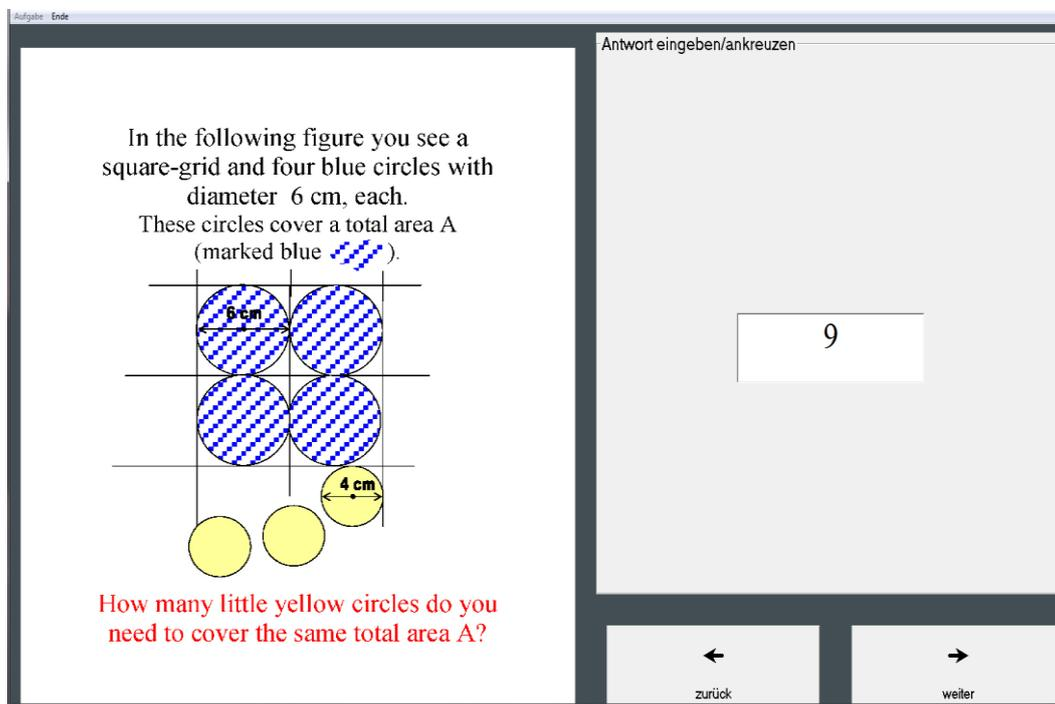 Aufgabe Ende
Antwort eingeben/ankreuzen
In the following figure you see a
square-grid and four blue circles with
diameter 6 cm, each.
These circles cover a total area A
(marked blue ).
6 cm
4 cm
How many little yellow circles do you
need to cover the same total area A?
9
zurück
weiter